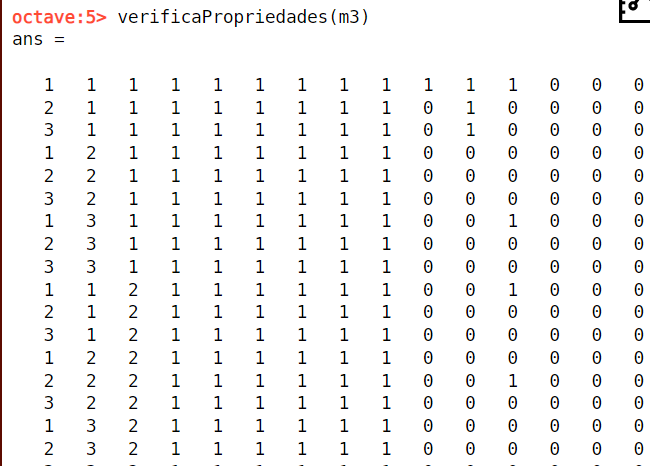 octave:5> verificaPropriedades(m3)
ans =
1 1 1 1 1 1 1 1 1 1 1 1 0 0 0
2 1 1 1 1 1 1 1 1 0 1 0 0 0 0
3 1 1 1 1 1 1 1 1 0 1 0 0 0 0
1 2 1 1 1 1 1 1 1 0 0 0 0 0 0
2 2 1 1 1 1 1 1 1 0 0 0 0 0 0
3 2 1 1 1 1 1 1 1 0 0 0 0 0 0
1 3 1 1 1 1 1 1 1 0 0 1 0 0 0
2 3 1 1 1 1 1 1 1 0 0 0 0 0 0
3 3 1 1 1 1 1 1 1 0 0 0 0 0 0
1 1 2 1 1 1 1 1 1 0 0 1 0 0 0
2 1 2 1 1 1 1 1 1 0 0 0 0 0 0
3 1 2 1 1 1 1 1 1 0 0 0 0 0 0
1 2 2 1 1 1 1 1 1 0 0 0 0 0 0
2 2 2 1 1 1 1 1 1 0 0 1 0 0 0
3 2 2 1 1 1 1 1 1 0 0 0 0 0 0
1 3 2 1 1 1 1 1 1 0 0 0 0 0 0
2 3 2 1 1 1 1 1 1 0 0 0 0 0 0